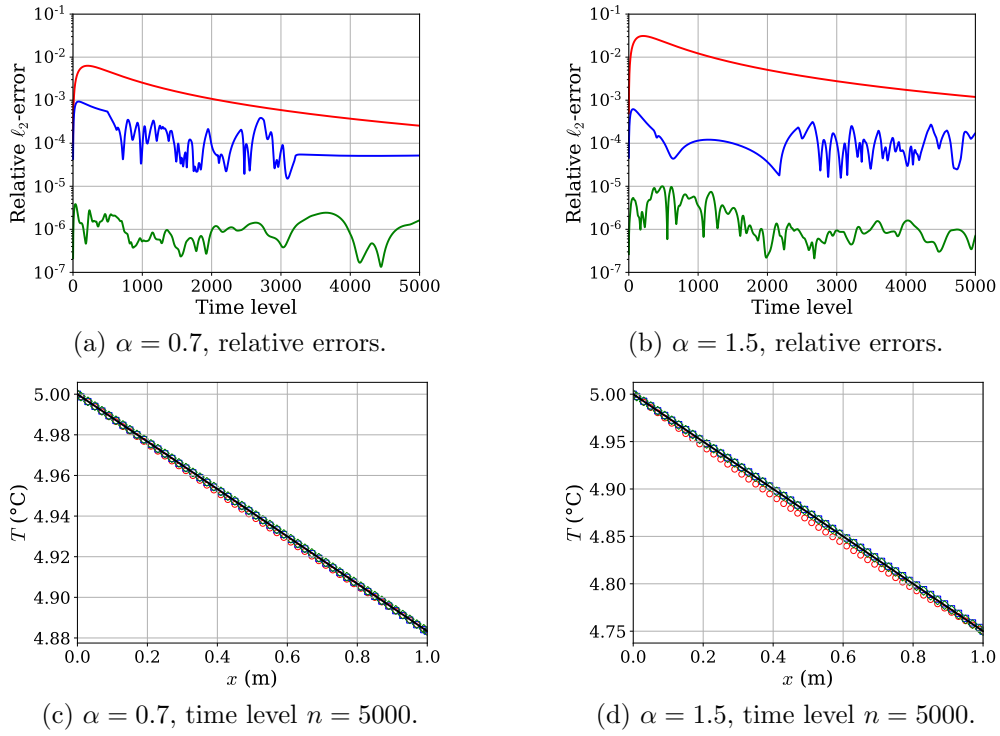 10⁻¹
10⁻²
10⁻³
10⁻⁴
10⁻⁵
10⁻⁶
10⁻⁷
Relative ℓ₂-error
0 1000 2000 3000 4000 5000
Time level
(a) α = 0.7, relative errors.
10⁻¹
10⁻²
10⁻³
10⁻⁴
10⁻⁵
10⁻⁶
10⁻⁷
Relative ℓ₂-error
0 1000 2000 3000 4000 5000
Time level
(b) α = 1.5, relative errors.
5.00
4.98
4.96
4.94
4.92
4.90
4.88
T (°C)
0.0 0.2 0.4 0.6 0.8 1.0
x (m)
(c) α = 0.7, time level n = 5000.
5.00
4.95
4.90
4.85
4.80
4.75
T (°C)
0.0 0.2 0.4 0.6 0.8 1.0
x (m)
(d) α = 1.5, time level n = 5000.